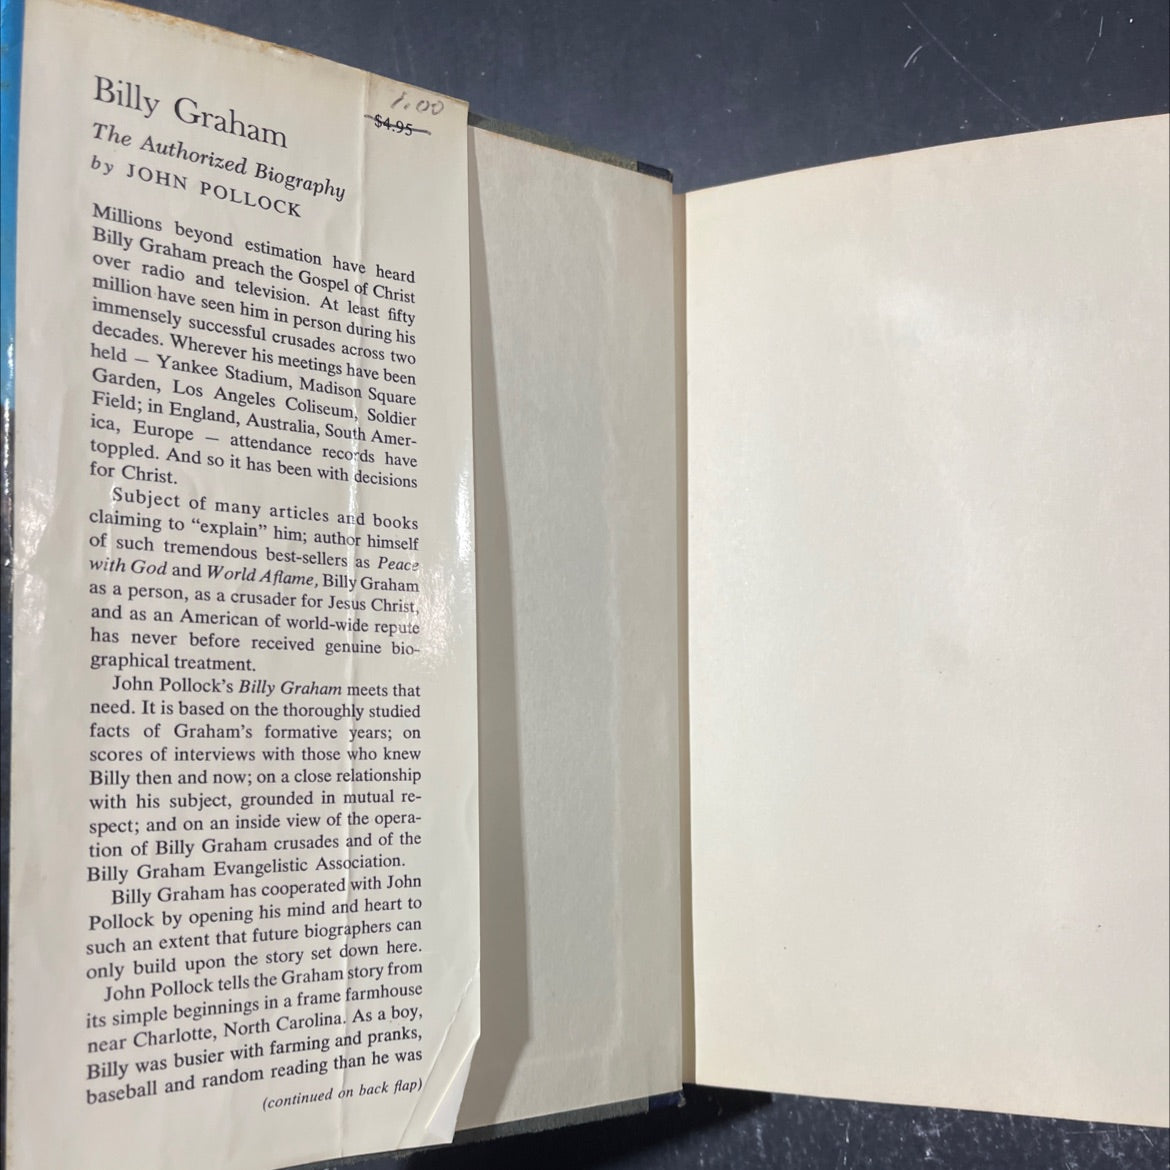 1.00
$4.95
Billy Graham
The Authorized Biography
by JOHN POLLOCK
Millions beyond estimation have heard
Billy Graham preach the Gospel of Christ
over radio and television. At least fifty
million have seen him in person during his
immensely successful crusades across two
decades. Wherever his meetings have been
held — Yankee Stadium, Madison Square
Garden, Los Angeles Coliseum, Soldier
Field; in England, Australia, South Amer-
ica, Europe — attendance records have
toppled. And so it has been with decisions
for Christ.
Subject of many articles and books
claiming to “explain” him; author himself
of such tremendous best-sellers as Peace
with God and World Aflame, Billy Graham
as a person, as a crusader for Jesus Christ,
and as an American of world-wide repute
has never before received genuine bio-
graphical treatment.
John Pollock’s Billy Graham meets that
need. It is based on the thoroughly studied
facts of Graham’s formative years; on
scores of interviews with those who knew
Billy then and now; on a close relationship
with his subject, grounded in mutual re-
spect; and on an inside view of the opera-
tion of Billy Graham crusades and of the
Billy Graham Evangelistic Association.
Billy Graham has cooperated with John
Pollock by opening his mind and heart to
such an extent that future biographers can
only build upon the story set down here.
John Pollock tells the Graham story from
its simple beginnings in a frame farmhouse
near Charlotte, North Carolina. As a boy,
Billy was busier with farming and pranks,
baseball and random reading than he was
(continued on back flap)